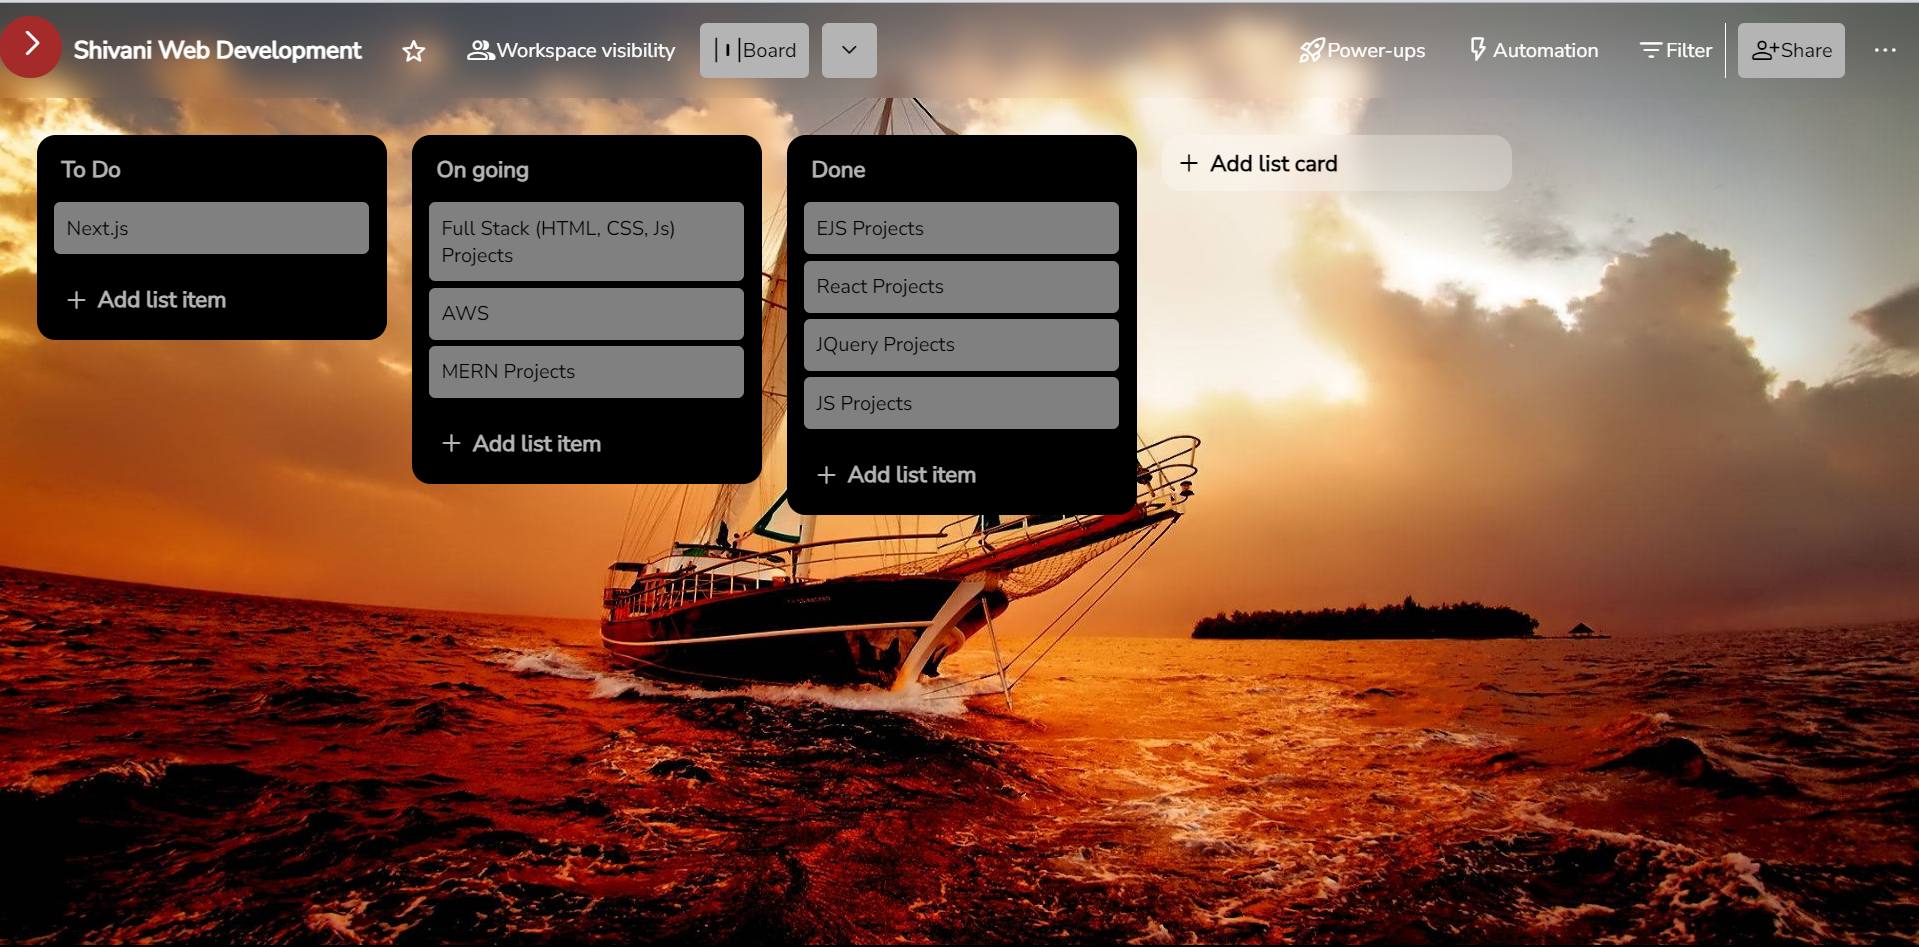 Shivani Web Development
Workspace visibility
Board
Power-ups
Automation
Filter
Share
To Do
Next.js
+ Add list item
On going
Full Stack (HTML, CSS, Js)
Projects
AWS
MERN Projects
+ Add list item
Done
EJS Projects
React Projects
JQuery Projects
JS Projects
+ Add list item
+ Add list card